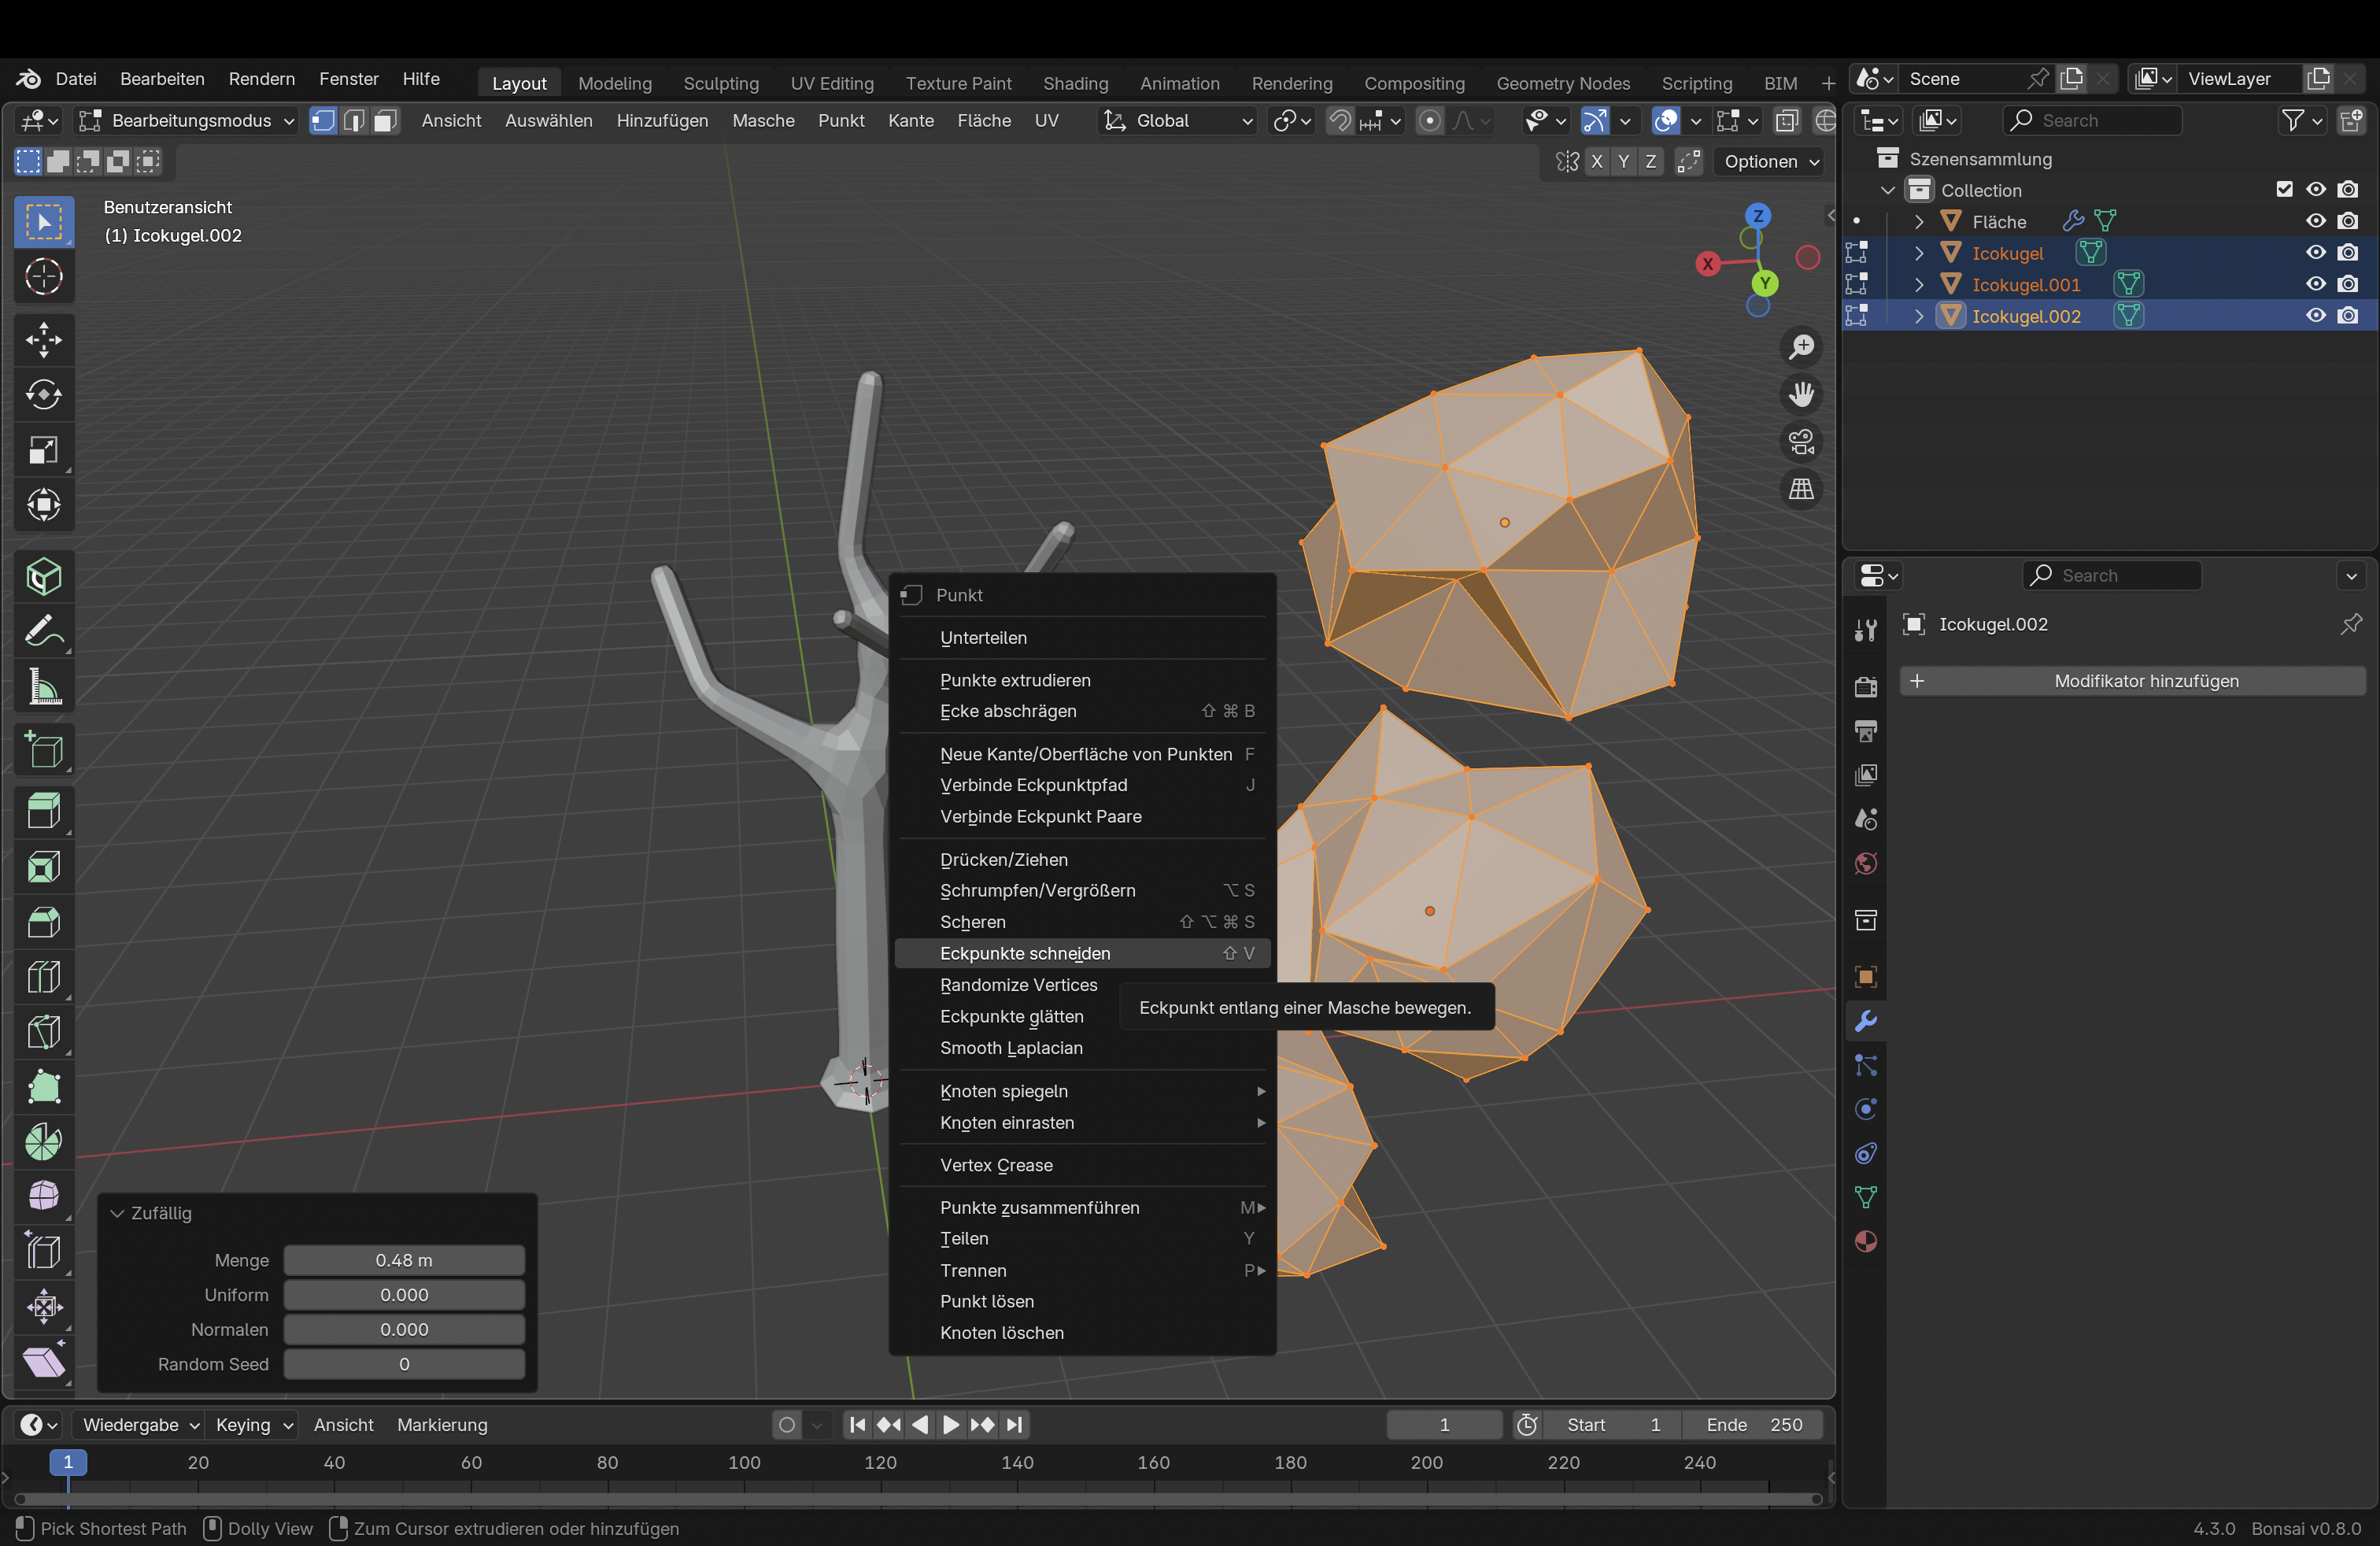 Datei Bearbeiten Rendern Fenster Hilfe Layout Modeling Sculpting UV Editing Texture Paint Shading Animation Rendering Compositing Geometry Nodes Scripting BIM Scene ViewLayer
Bearbeitungsmodus Ansicht Auswählen Hinzufügen Masche Punkt Kante Fläche UV Global Search
X Y Z Optionen
Szenensammlung
Collection
Benutzeransicht
(1) Icokugel.002
Z
X
Y
Fläche
Icokugel
Icokugel.001
Icokugel.002
Search
Icokugel.002
Modifikator hinzufügen
Punkt
Unterteilen
Punkte extrudieren
Ecke abschrägen ⇧ ⌘ B
Neue Kante/Oberfläche von Punkten F
Verbinde Eckpunktpfad J
Verbinde Eckpunkt Paare
Drücken/Ziehen
Schrumpfen/Vergrößern ⌥ S
Scheren ⇧ ⌥ ⌘ S
Eckpunkte schneiden ⇧ V
Randomize Vertices
Eckpunkt entlang einer Masche bewegen.
Eckpunkte glätten
Smooth Laplacian
Knoten spiegeln
Knoten einrasten
Vertex Crease
Punkte zusammenführen M
Teilen Y
Trennen P
Punkt lösen
Knoten löschen
Zufällig
Menge 0.48 m
Uniform 0.000
Normalen 0.000
Random Seed 0
Wiedergabe Keying Ansicht Markierung 1 Start 1 Ende 250
1 20 40 60 80 100 120 140 160 180 200 220 240
Pick Shortest Path Dolly View Zum Cursor extrudieren oder hinzufügen 4.3.0 Bonsai v0.8.0